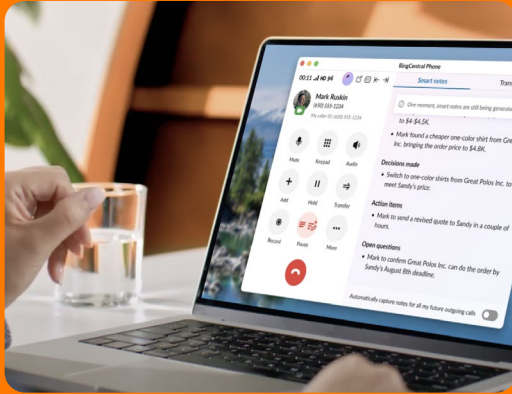 RingCentral Phone
00:11 HD
Mark Ruskin
(650) 555-1234
My caller ID: (650) 555-1234
Mute
Keypad
Audio
Add
Hold
Transfer
Record
Pause
More
Smart notes
One moment, smart notes are still being
to $4-$4.5K.
• Mark found a cheaper one-color shirt from
Inc. bringing the order price to $4.8K.
Decisions made
• Switch to one-color shirts from Great Polos Inc. to
meet Sandy's price.
Action items
• Mark to send a revised quote to Sandy in a couple of
hours.
Open questions
• Mark to confirm Great Polos Inc. can do the order by
Sandy's August 8th deadline.
Automatically capture notes for all my future outgoing calls